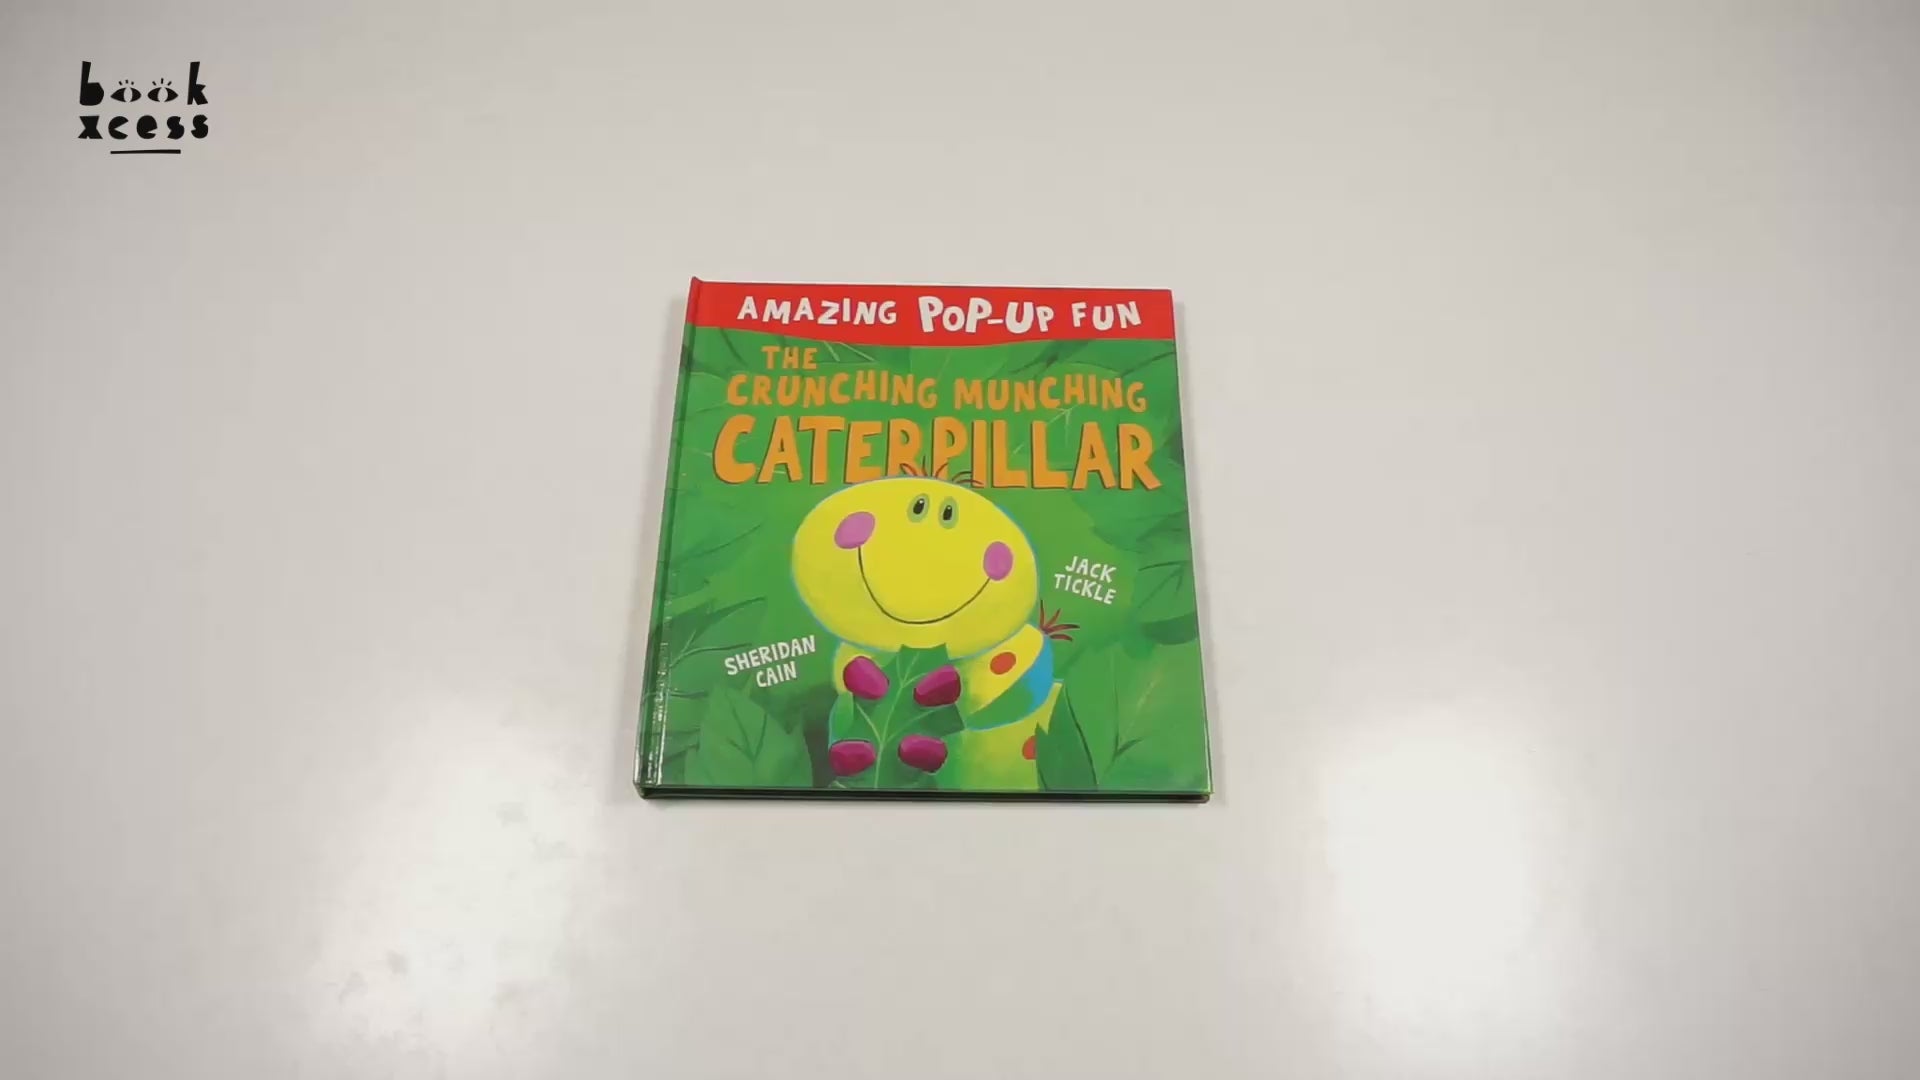 book
xcess
AMAZING POP-UP FUN
THE
CRUNCHING MUNCHING
CATERPILLAR
JACK
TICKLE
SHERIDAN
CAIN